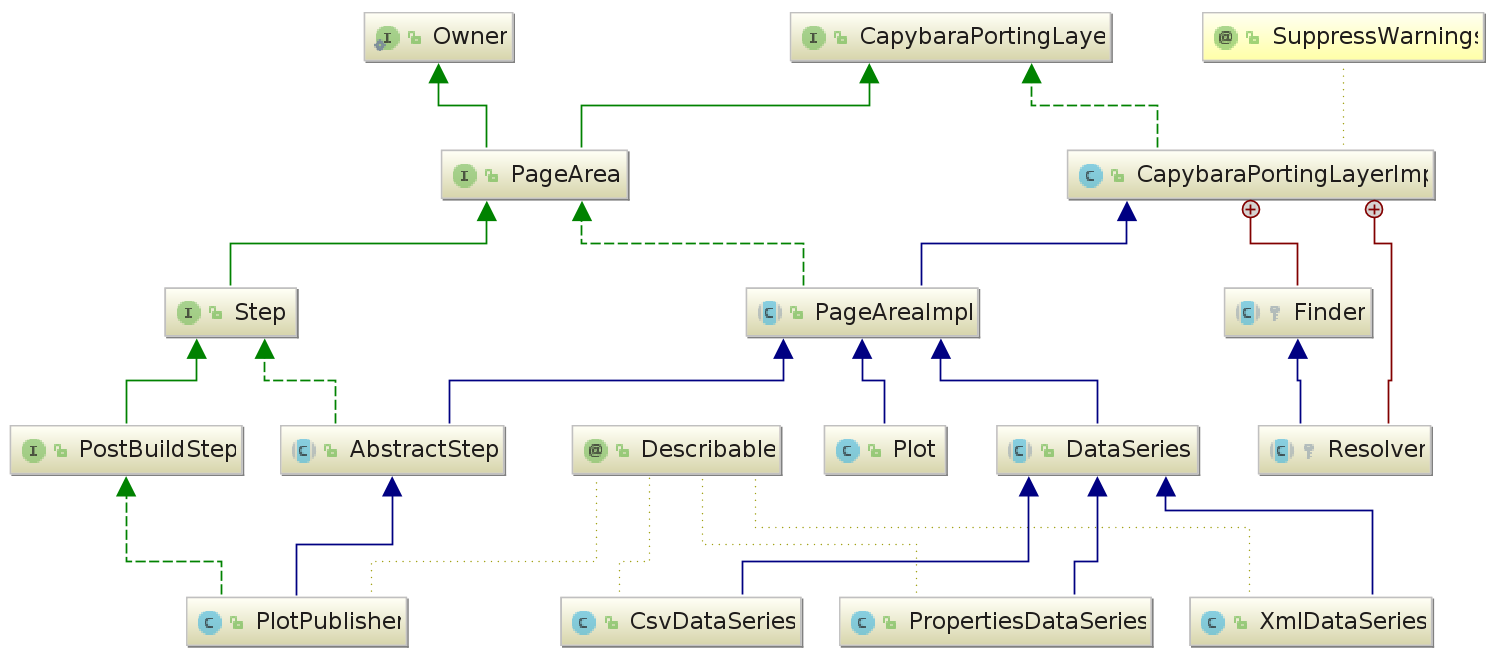 Owner
CapybaraPortingLaye
SuppressWarnings
PageArea
CapybaraPortingLayerImp
Step
PageAreaImpl
Finder
PostBuildStep
AbstractStep
Describable
Plot
DataSeries
Resolver
PlotPublisher
CsvDataSeries
PropertiesDataSeries
XmlDataSeries